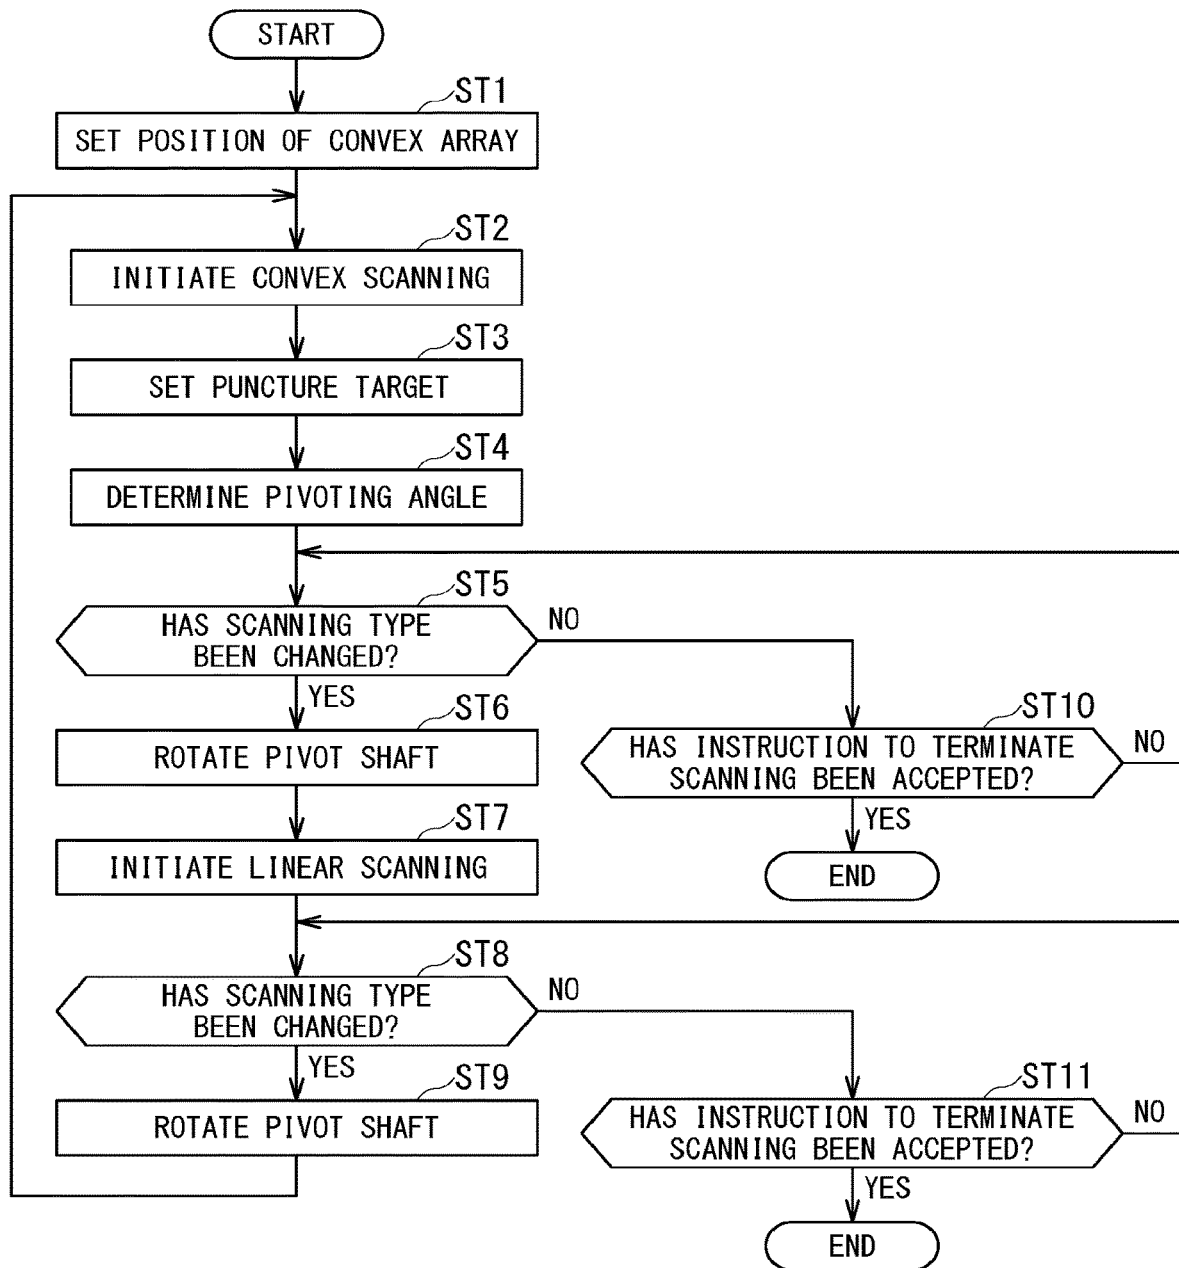 START
ST1
SET POSITION OF CONVEX ARRAY
ST2
INITIATE CONVEX SCANNING
ST3
SET PUNCTURE TARGET
ST4
DETERMINE PIVOTING ANGLE
ST5
HAS SCANNING TYPE
BEEN CHANGED?
NO
YES
ST6
ROTATE PIVOT SHAFT
ST10
HAS INSTRUCTION TO TERMINATE
SCANNING BEEN ACCEPTED?
NO
YES
END
ST7
INITIATE LINEAR SCANNING
ST8
HAS SCANNING TYPE
BEEN CHANGED?
NO
YES
ST9
ROTATE PIVOT SHAFT
ST11
HAS INSTRUCTION TO TERMINATE
SCANNING BEEN ACCEPTED?
NO
YES
END